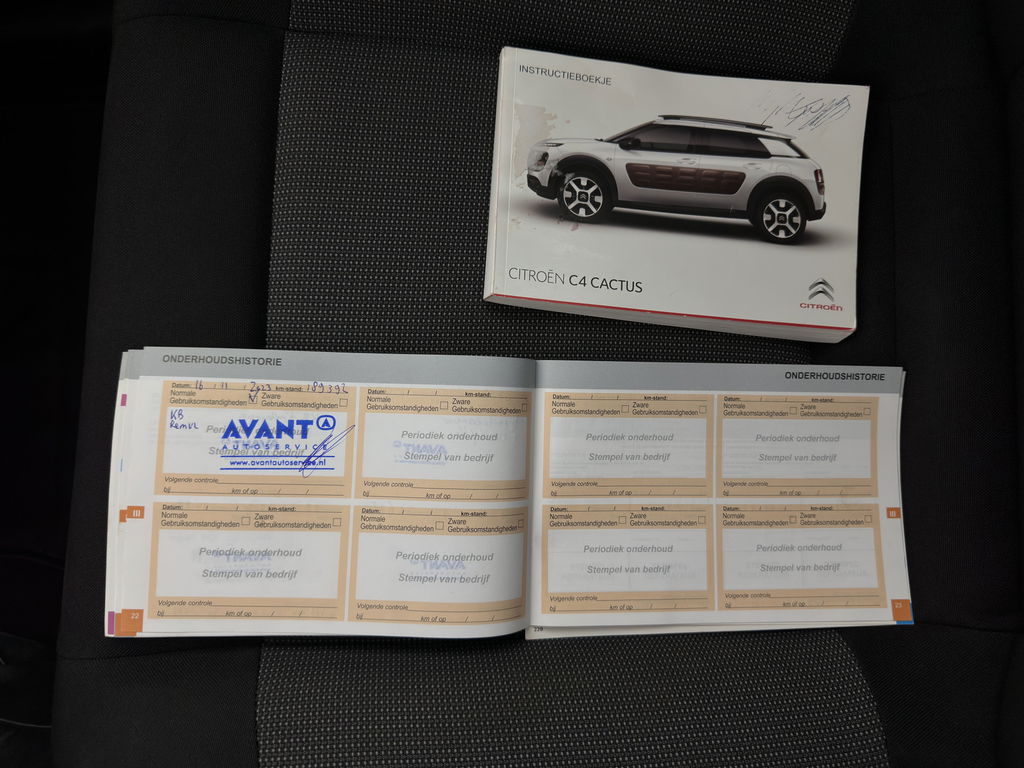 INSTRUCTIEBOEKJE
CITROËN C4 CACTUS
CITROËN
ONDERHOUDSHISTORIE
Datum: 16 / 11 / 2023 km-stand: 189392
Normale Gebruiksomstandigheden Zware Gebruiksomstandigheden
KB
Remvl
Periodiek onderhoud
AVANT
AUTOSERVICE
www.avantautoservice.nl
Volgende controle
bij km of op / /
Datum: / / km-stand:
Normale Gebruiksomstandigheden Zware Gebruiksomstandigheden
Periodiek onderhoud
Stempel van bedrijf
Volgende controle
bij km of op / /
Datum: / / km-stand:
Normale Gebruiksomstandigheden Zware Gebruiksomstandigheden
Periodiek onderhoud
Stempel van bedrijf
Volgende controle
bij km of op / /
Datum: / / km-stand:
Normale Gebruiksomstandigheden Zware Gebruiksomstandigheden
Periodiek onderhoud
Stempel van bedrijf
Volgende controle
bij km of op / /
III
22
ONDERHOUDSHISTORIE
Datum: / / km-stand:
Normale Gebruiksomstandigheden Zware Gebruiksomstandigheden
Periodiek onderhoud
Stempel van bedrijf
Volgende controle
bij km of op / /
Datum: / / km-stand:
Normale Gebruiksomstandigheden Zware Gebruiksomstandigheden
Periodiek onderhoud
Stempel van bedrijf
Volgende controle
bij km of op / /
Datum: / / km-stand:
Normale Gebruiksomstandigheden Zware Gebruiksomstandigheden
Periodiek onderhoud
Stempel van bedrijf
Volgende controle
bij km of op / /
Datum: / / km-stand:
Normale Gebruiksomstandigheden Zware Gebruiksomstandigheden
Periodiek onderhoud
Stempel van bedrijf
Volgende controle
bij km of op / /
III
23